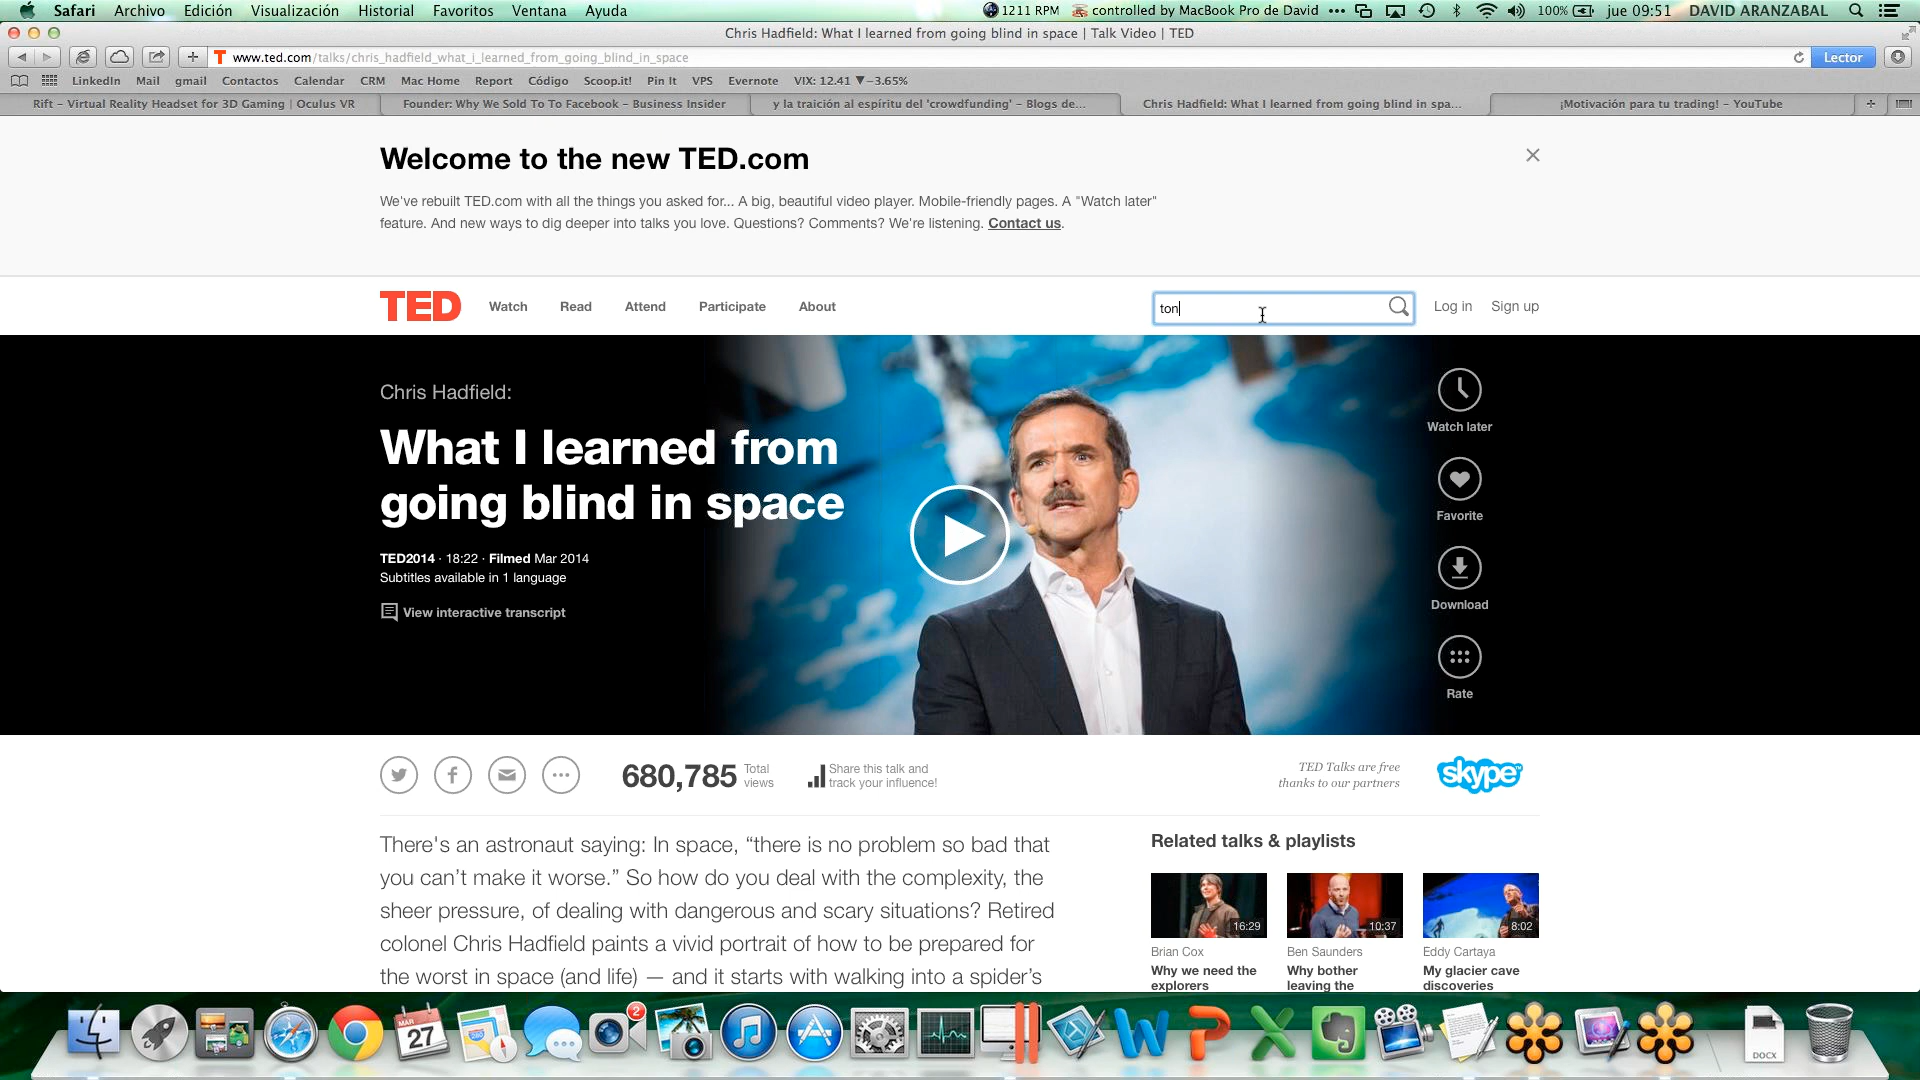 Safari Archivo Edición Visualización Historial Favoritos Ventana Ayuda 1211 RPM controlled by MacBook Pro de David 100% jue 09:51 DAVID ARANZABAL
Chris Hadfield: What I learned from going blind in space | Talk Video | TED
www.ted.com/talks/chris_hadfield_what_i_learned_from_going_blind_in_space Lector
LinkedIn Mail gmail Contactos Calendar CRM Mac Home Report Código Scoop.it! Pin It VPS Evernote VIX: 12.41 ▼−3.65%
Rift – Virtual Reality Headset for 3D Gaming | Oculus VR Founder: Why We Sold To To Facebook – Business Insider y la traición al espíritu del 'crowdfunding' – Blogs de... Chris Hadfield: What I learned from going blind in spa... ¡Motivación para tu trading! – YouTube
Welcome to the new TED.com
We've rebuilt TED.com with all the things you asked for... A big, beautiful video player. Mobile-friendly pages. A "Watch later"
feature. And new ways to dig deeper into talks you love. Questions? Comments? We're listening. Contact us.
TED Watch Read Attend Participate About ton Log in Sign up
Chris Hadfield:
What I learned from
going blind in space
TED2014 · 18:22 · Filmed Mar 2014
Subtitles available in 1 language
View interactive transcript
Watch later
Favorite
Download
Rate
680,785 Total views
Share this talk and
track your influence!
TED Talks are free
thanks to our partners
skype
There's an astronaut saying: In space, “there is no problem so bad that
you can’t make it worse.” So how do you deal with the complexity, the
sheer pressure, of dealing with dangerous and scary situations? Retired
colonel Chris Hadfield paints a vivid portrait of how to be prepared for
the worst in space (and life) — and it starts with walking into a spider’s
Related talks & playlists
16:29
Brian Cox
Why we need the
explorers
10:37
Ben Saunders
Why bother
leaving the
8:02
Eddy Cartaya
My glacier cave
discoveries
MAR
27
2
DOCX